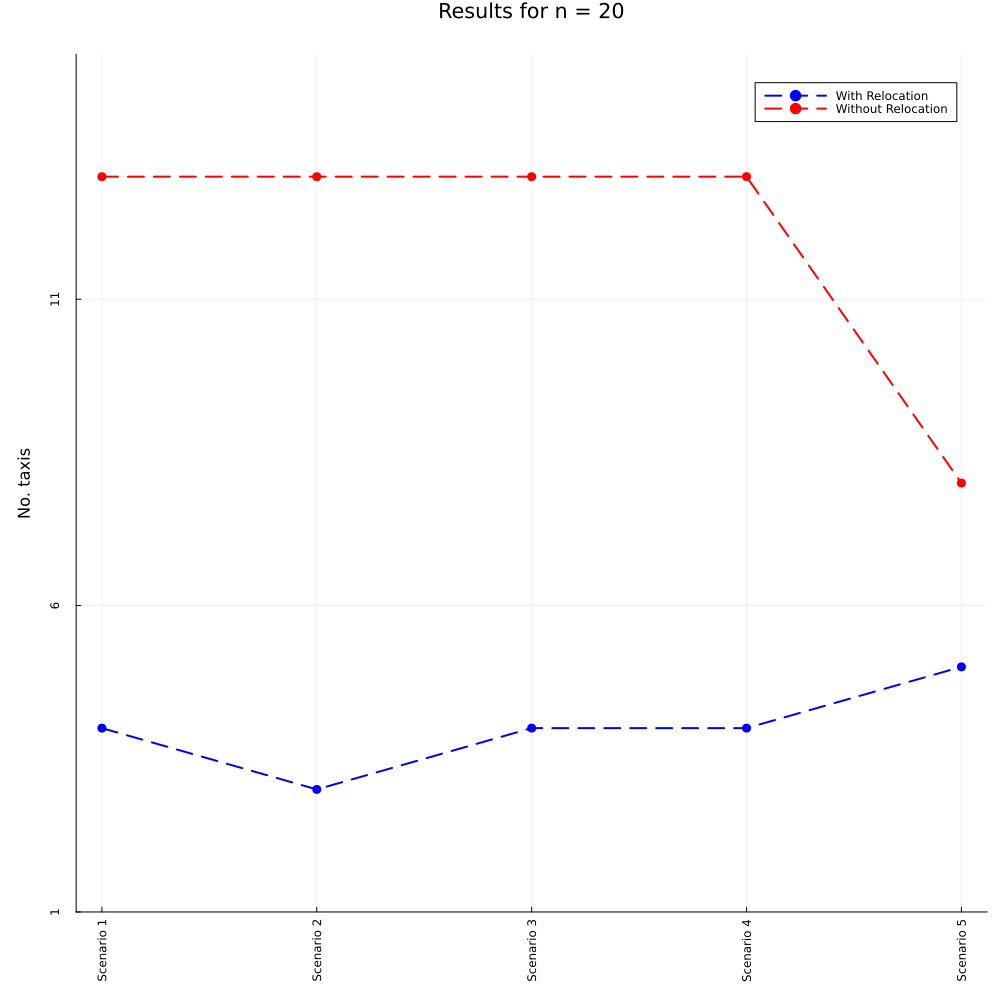 Results for n = 20
With Relocation
Without Relocation
11
No. taxis
6
1
Scenario 1
Scenario 2
Scenario 3
Scenario 4
Scenario 5